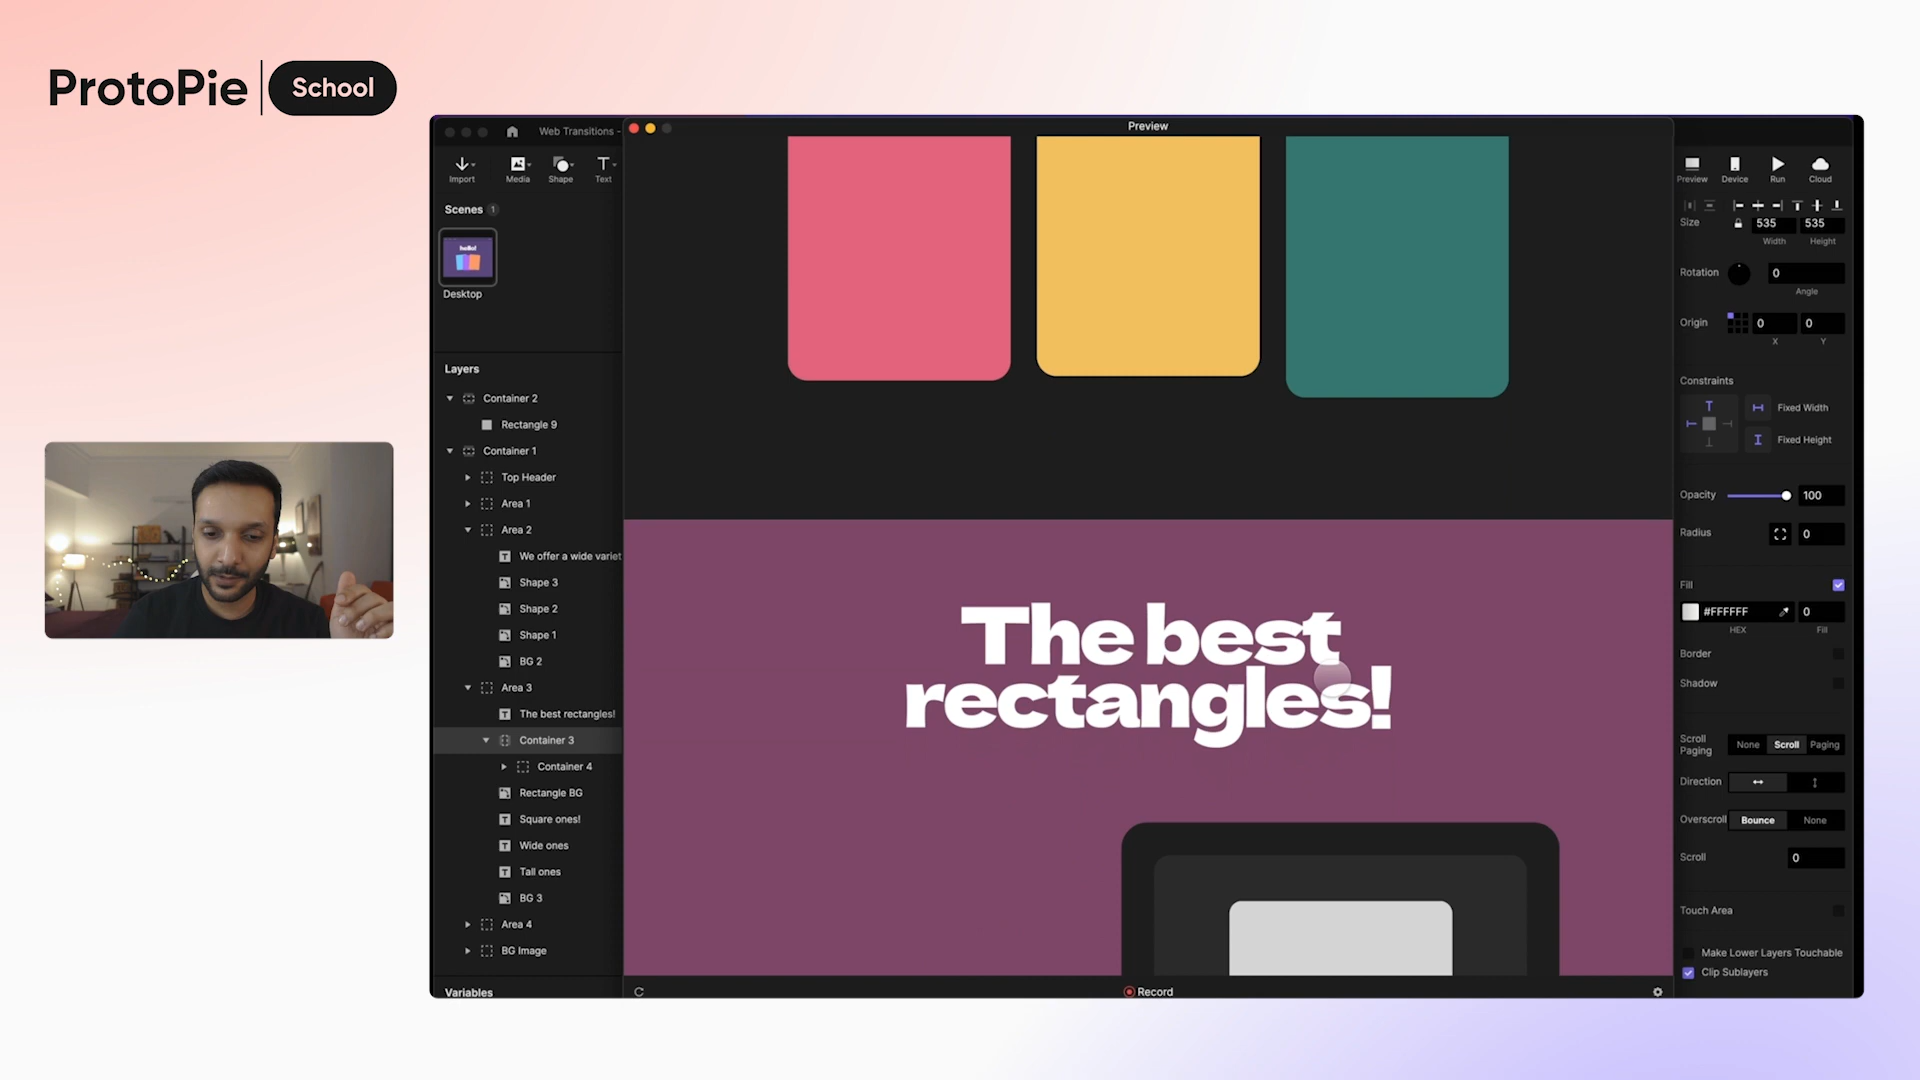 ProtoPie
School
Web Transitions -
Preview
Import
Media
Shape
Text
Preview
Device
Run
Cloud
Scenes 1
hello!
Desktop
Layers
Container 2
Rectangle 9
Container 1
Top Header
Area 1
Area 2
We offer a wide variet
Shape 3
Shape 2
Shape 1
BG 2
Area 3
The best rectangles!
Container 3
Container 4
Rectangle BG
Square ones!
Wide ones
Tall ones
BG 3
Area 4
BG Image
Variables
The best
rectangles!
Record
Size 535 535
Width Height
Rotation 0
Angle
Origin 0 0
X Y
Constraints
Fixed Width
Fixed Height
Opacity 100
Radius 0
Fill
#FFFFFF 0
HEX Fill
Border
Shadow
Scroll
Paging None Scroll Paging
Direction
Overscroll Bounce None
Scroll 0
Touch Area
Make Lower Layers Touchable
Clip Sublayers